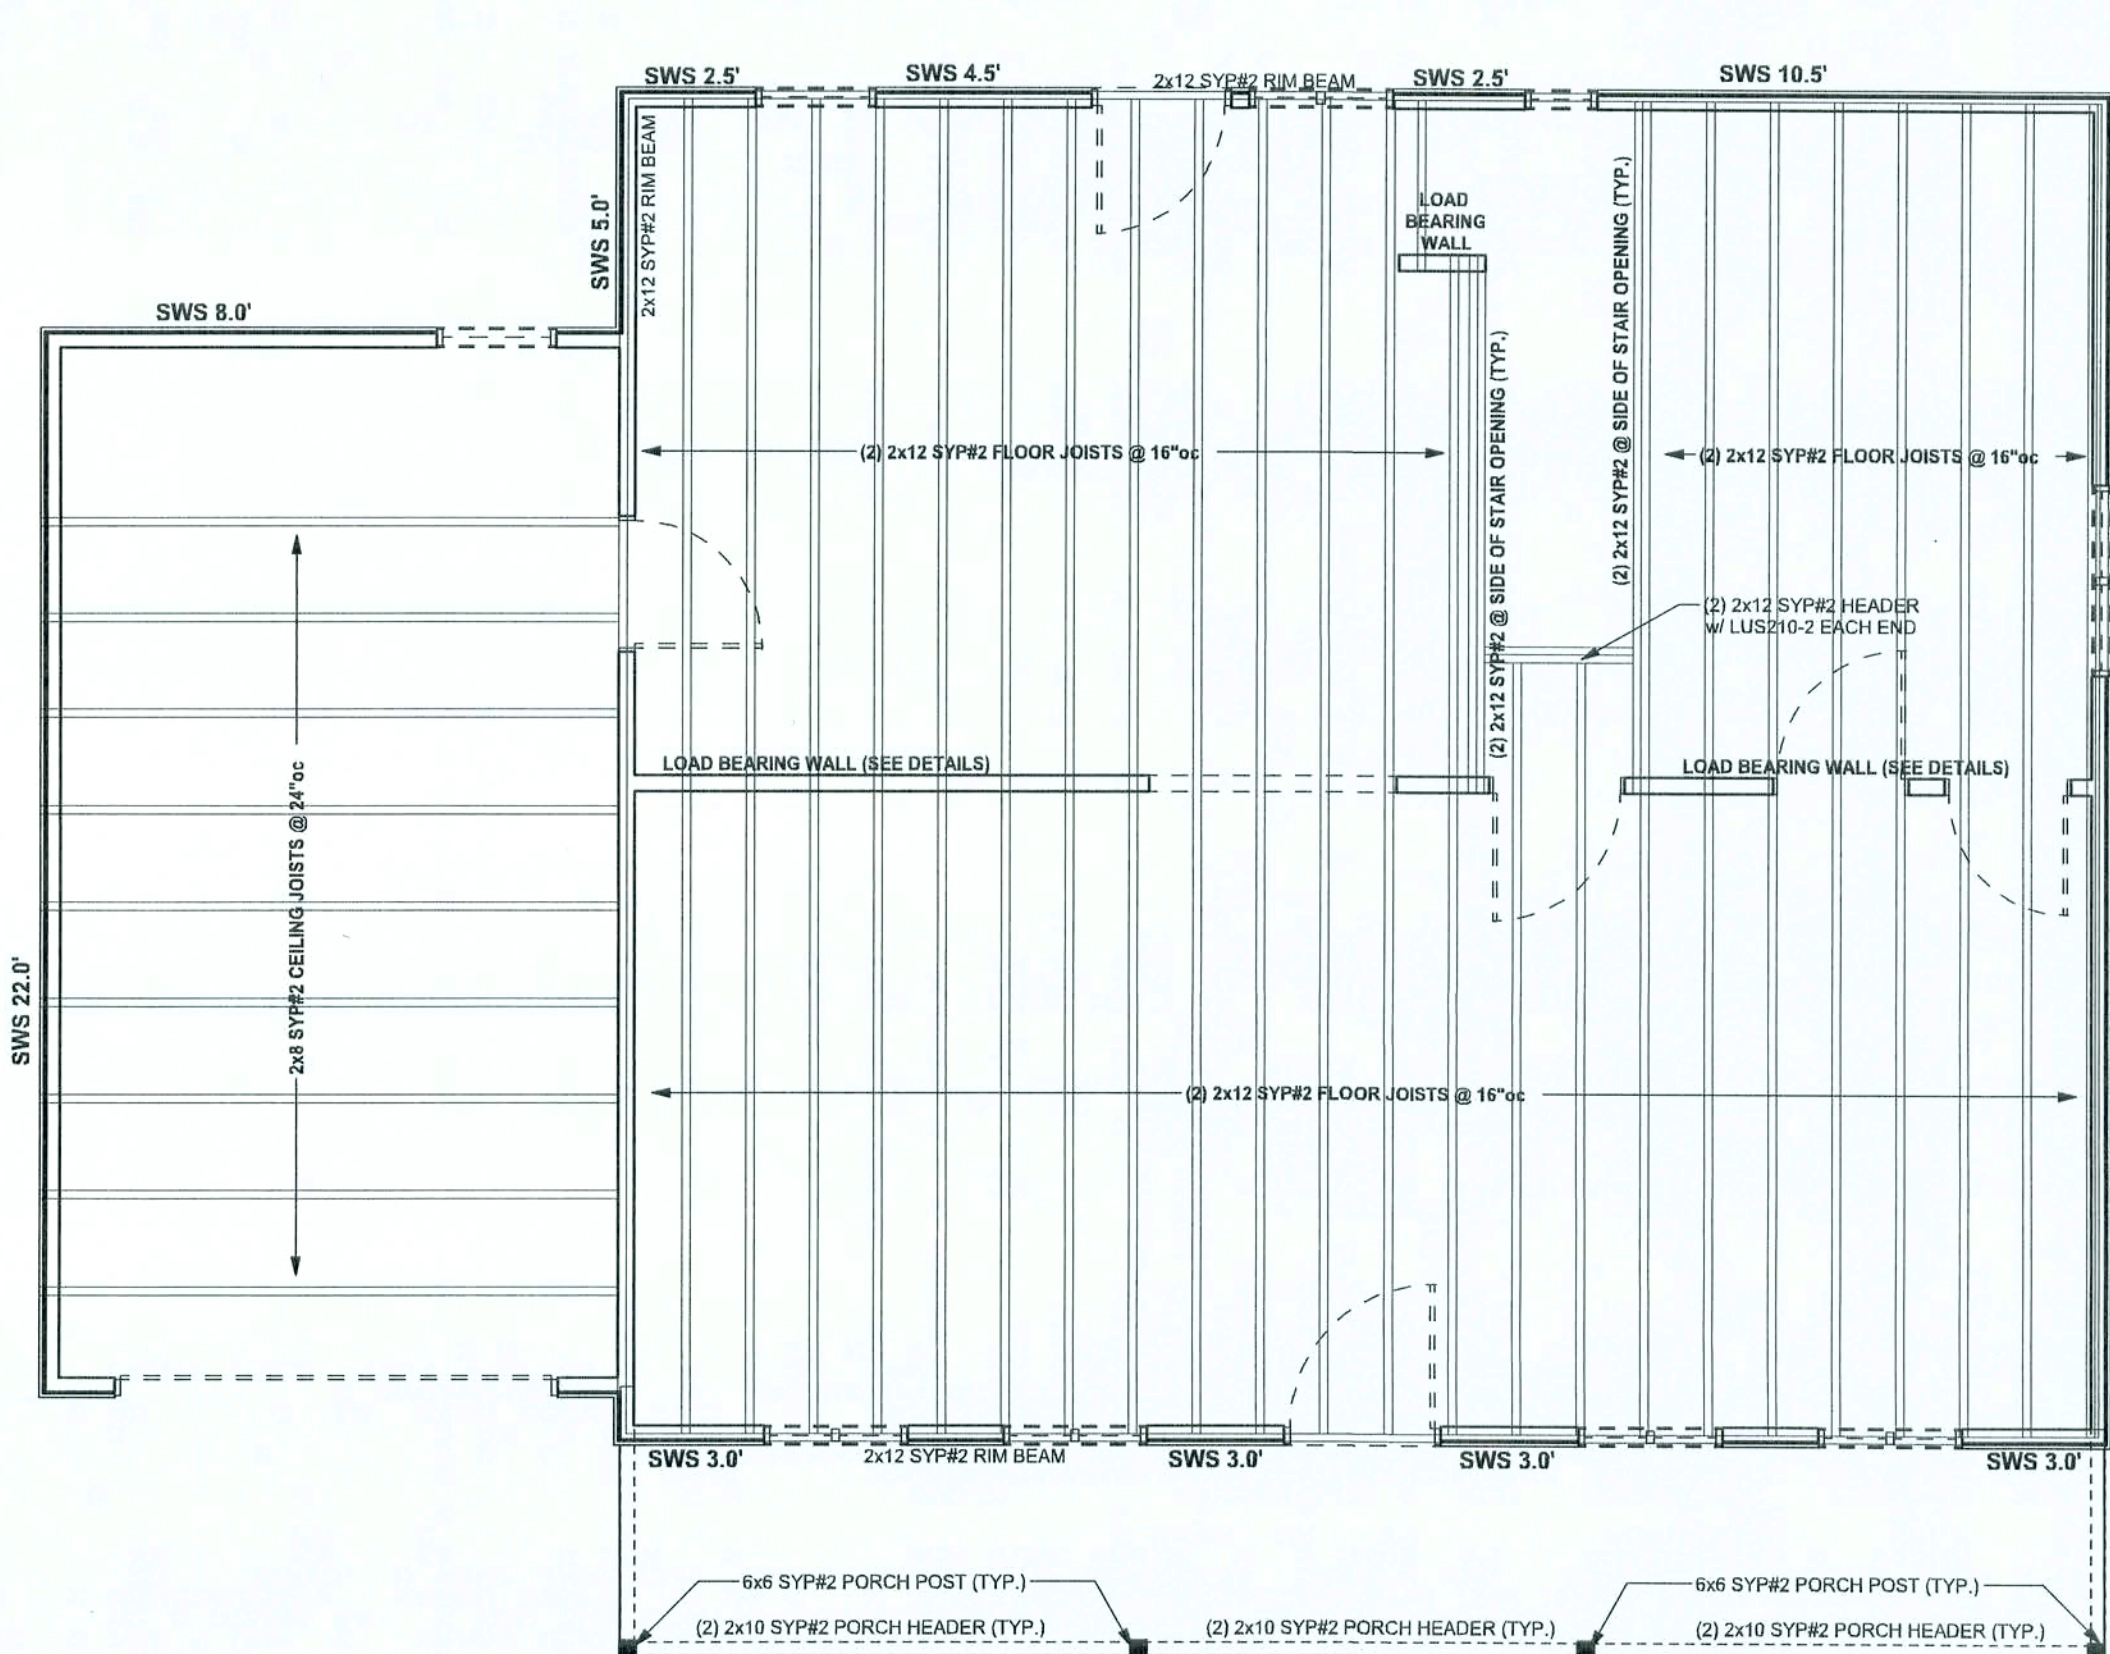 SWS 2.5'
SWS 4.5'
2x12 SYP#2 RIM BEAM
SWS 2.5'
SWS 10.5'
2x12 SYP#2 RIM BEAM
SWS 5.0'
LOAD
BEARING
WALL
(2) 2x12 SYP#2 @ SIDE OF STAIR OPENING (TYP.)
SWS 8.0'
(2) 2x12 SYP#2 @ SIDE OF STAIR OPENING (TYP.)
(2) 2x12 SYP#2 FLOOR JOISTS @ 16"oc
(2) 2x12 SYP#2 FLOOR JOISTS @ 16"oc
(2) 2x12 SYP#2 HEADER
w/ LUS210-2 EACH END
LOAD BEARING WALL (SEE DETAILS)
LOAD BEARING WALL (SEE DETAILS)
2x8 SYP#2 CEILING JOISTS @ 24"oc
SWS 22.0'
(2) 2x12 SYP#2 FLOOR JOISTS @ 16"oc
SWS 3.0'
2x12 SYP#2 RIM BEAM
SWS 3.0'
SWS 3.0'
SWS 3.0'
6x6 SYP#2 PORCH POST (TYP.)
6x6 SYP#2 PORCH POST (TYP.)
(2) 2x10 SYP#2 PORCH HEADER (TYP.)
(2) 2x10 SYP#2 PORCH HEADER (TYP.)
(2) 2x10 SYP#2 PORCH HEADER (TYP.)